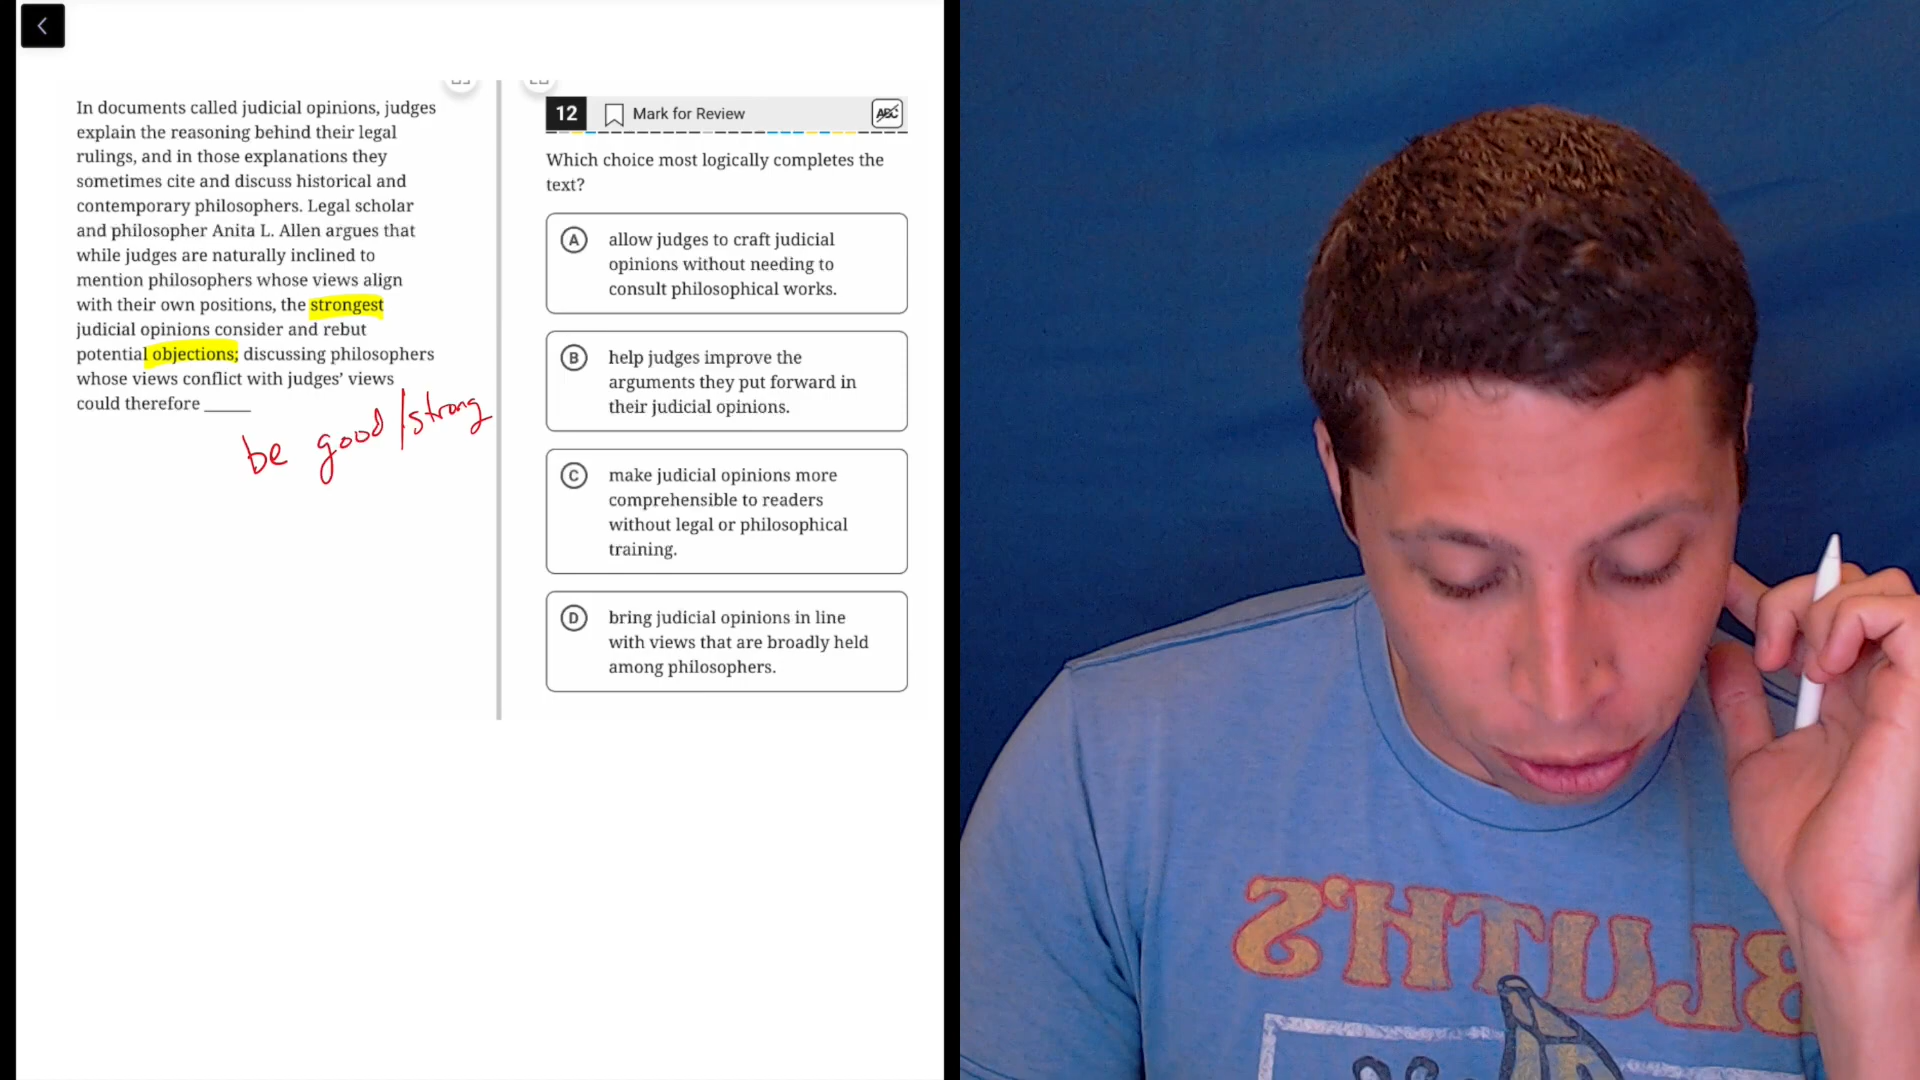 In documents called judicial opinions, judges
explain the reasoning behind their legal
rulings, and in those explanations they
sometimes cite and discuss historical and
contemporary philosophers. Legal scholar
and philosopher Anita L. Allen argues that
while judges are naturally inclined to
mention philosophers whose views align
with their own positions, the strongest
judicial opinions consider and rebut
potential objections; discussing philosophers
whose views conflict with judges’ views
could therefore _____
be good/strong
12 Mark for Review ABC
Which choice most logically completes the
text?
A allow judges to craft judicial
opinions without needing to
consult philosophical works.
B help judges improve the
arguments they put forward in
their judicial opinions.
C make judicial opinions more
comprehensible to readers
without legal or philosophical
training.
D bring judicial opinions in line
with views that are broadly held
among philosophers.
BLUTH'S